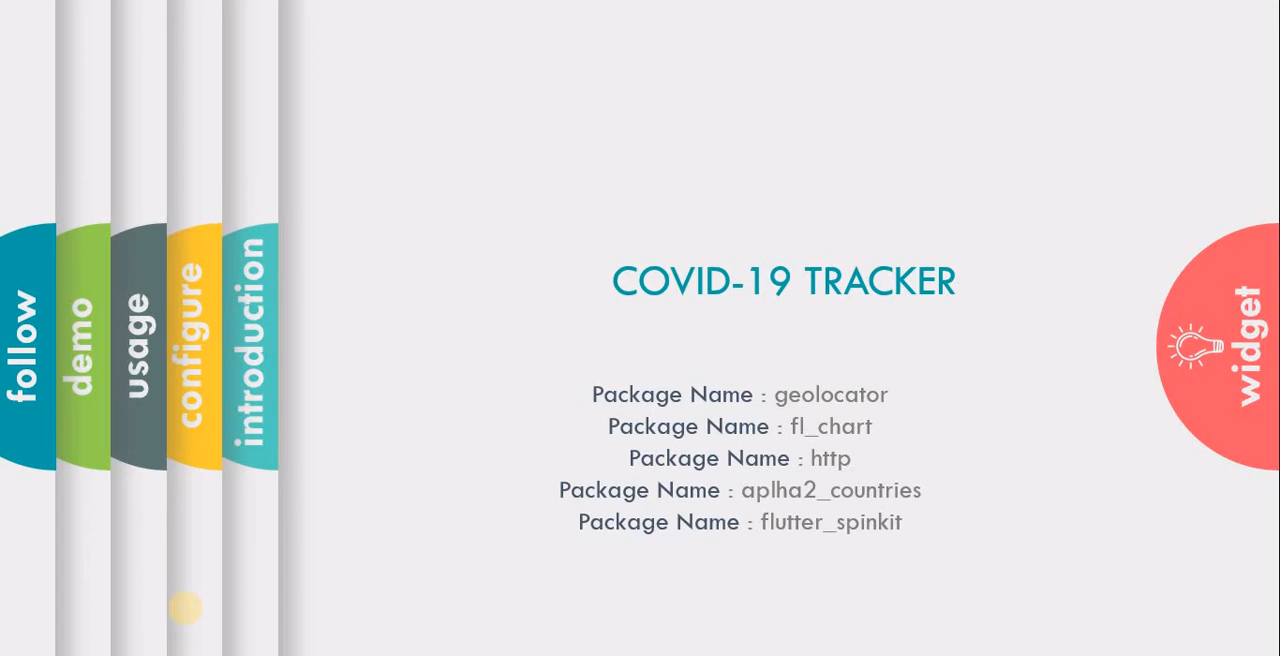 follow
demo
usage
configure
introduction
COVID-19 TRACKER
Package Name : geolocator
Package Name : fl_chart
Package Name : http
Package Name : aplha2_countries
Package Name : flutter_spinkit
widget